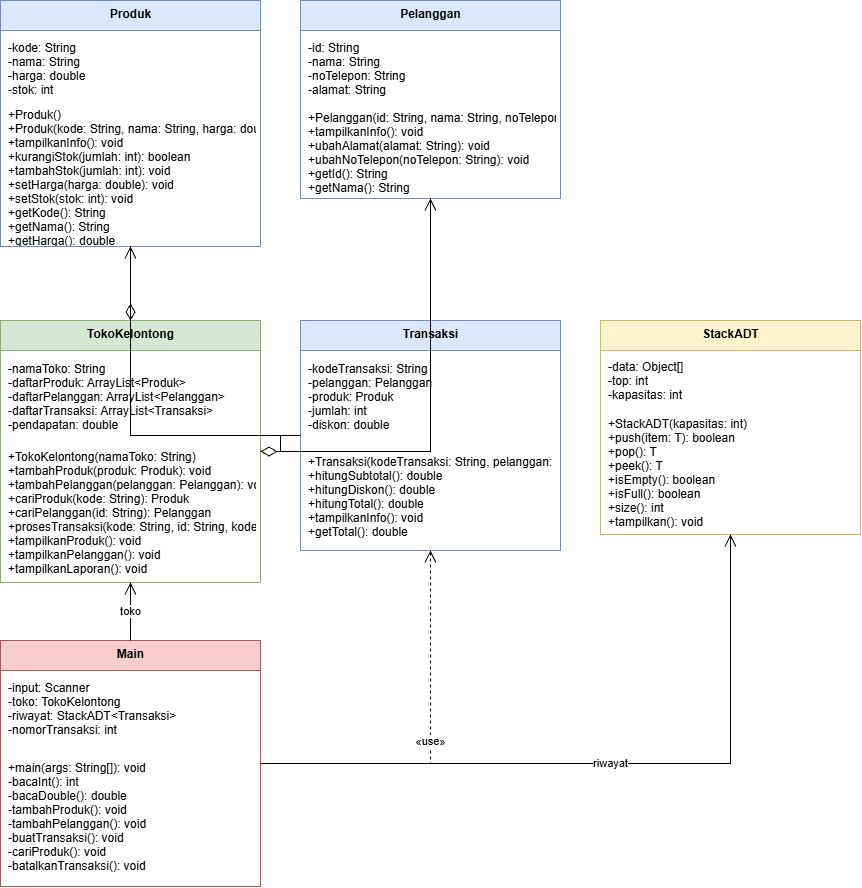 Produk
-kode: String
-nama: String
-harga: double
-stok: int
+Produk()
+Produk(kode: String, nama: String, harga: dou
+tampilkanInfo(): void
+kurangiStok(jumlah: int): boolean
+tambahStok(jumlah: int): void
+setHarga(harga: double): void
+setStok(stok: int): void
+getKode(): String
+getNama(): String
+getHarga(): double
Pelanggan
-id: String
-nama: String
-noTelepon: String
-alamat: String
+Pelanggan(id: String, nama: String, noTelepon
+tampilkanInfo(): void
+ubahAlamat(alamat: String): void
+ubahNoTelepon(noTelepon: String): void
+getId(): String
+getNama(): String
TokoKelontong
-namaToko: String
-daftarProduk: ArrayList<Produk>
-daftarPelanggan: ArrayList<Pelanggan>
-daftarTransaksi: ArrayList<Transaksi>
-pendapatan: double
+TokoKelontong(namaToko: String)
+tambahProduk(produk: Produk): void
+tambahPelanggan(pelanggan: Pelanggan): vo
+cariProduk(kode: String): Produk
+cariPelanggan(id: String): Pelanggan
+prosesTransaksi(kode: String, id: String, kode
+tampilkanProduk(): void
+tampilkanPelanggan(): void
+tampilkanLaporan(): void
Transaksi
-kodeTransaksi: String
-pelanggan: Pelanggan
-produk: Produk
-jumlah: int
-diskon: double
+Transaksi(kodeTransaksi: String, pelanggan:
+hitungSubtotal(): double
+hitungDiskon(): double
+hitungTotal(): double
+tampilkanInfo(): void
+getTotal(): double
StackADT
-data: Object[]
-top: int
-kapasitas: int
+StackADT(kapasitas: int)
+push(item: T): boolean
+pop(): T
+peek(): T
+isEmpty(): boolean
+isFull(): boolean
+size(): int
+tampilkan(): void
toko
Main
-input: Scanner
-toko: TokoKelontong
-riwayat: StackADT<Transaksi>
-nomorTransaksi: int
+main(args: String[]): void
-bacaInt(): int
-bacaDouble(): double
-tambahProduk(): void
-tambahPelanggan(): void
-buatTransaksi(): void
-cariProduk(): void
-batalkanTransaksi(): void
«use»
riwayat